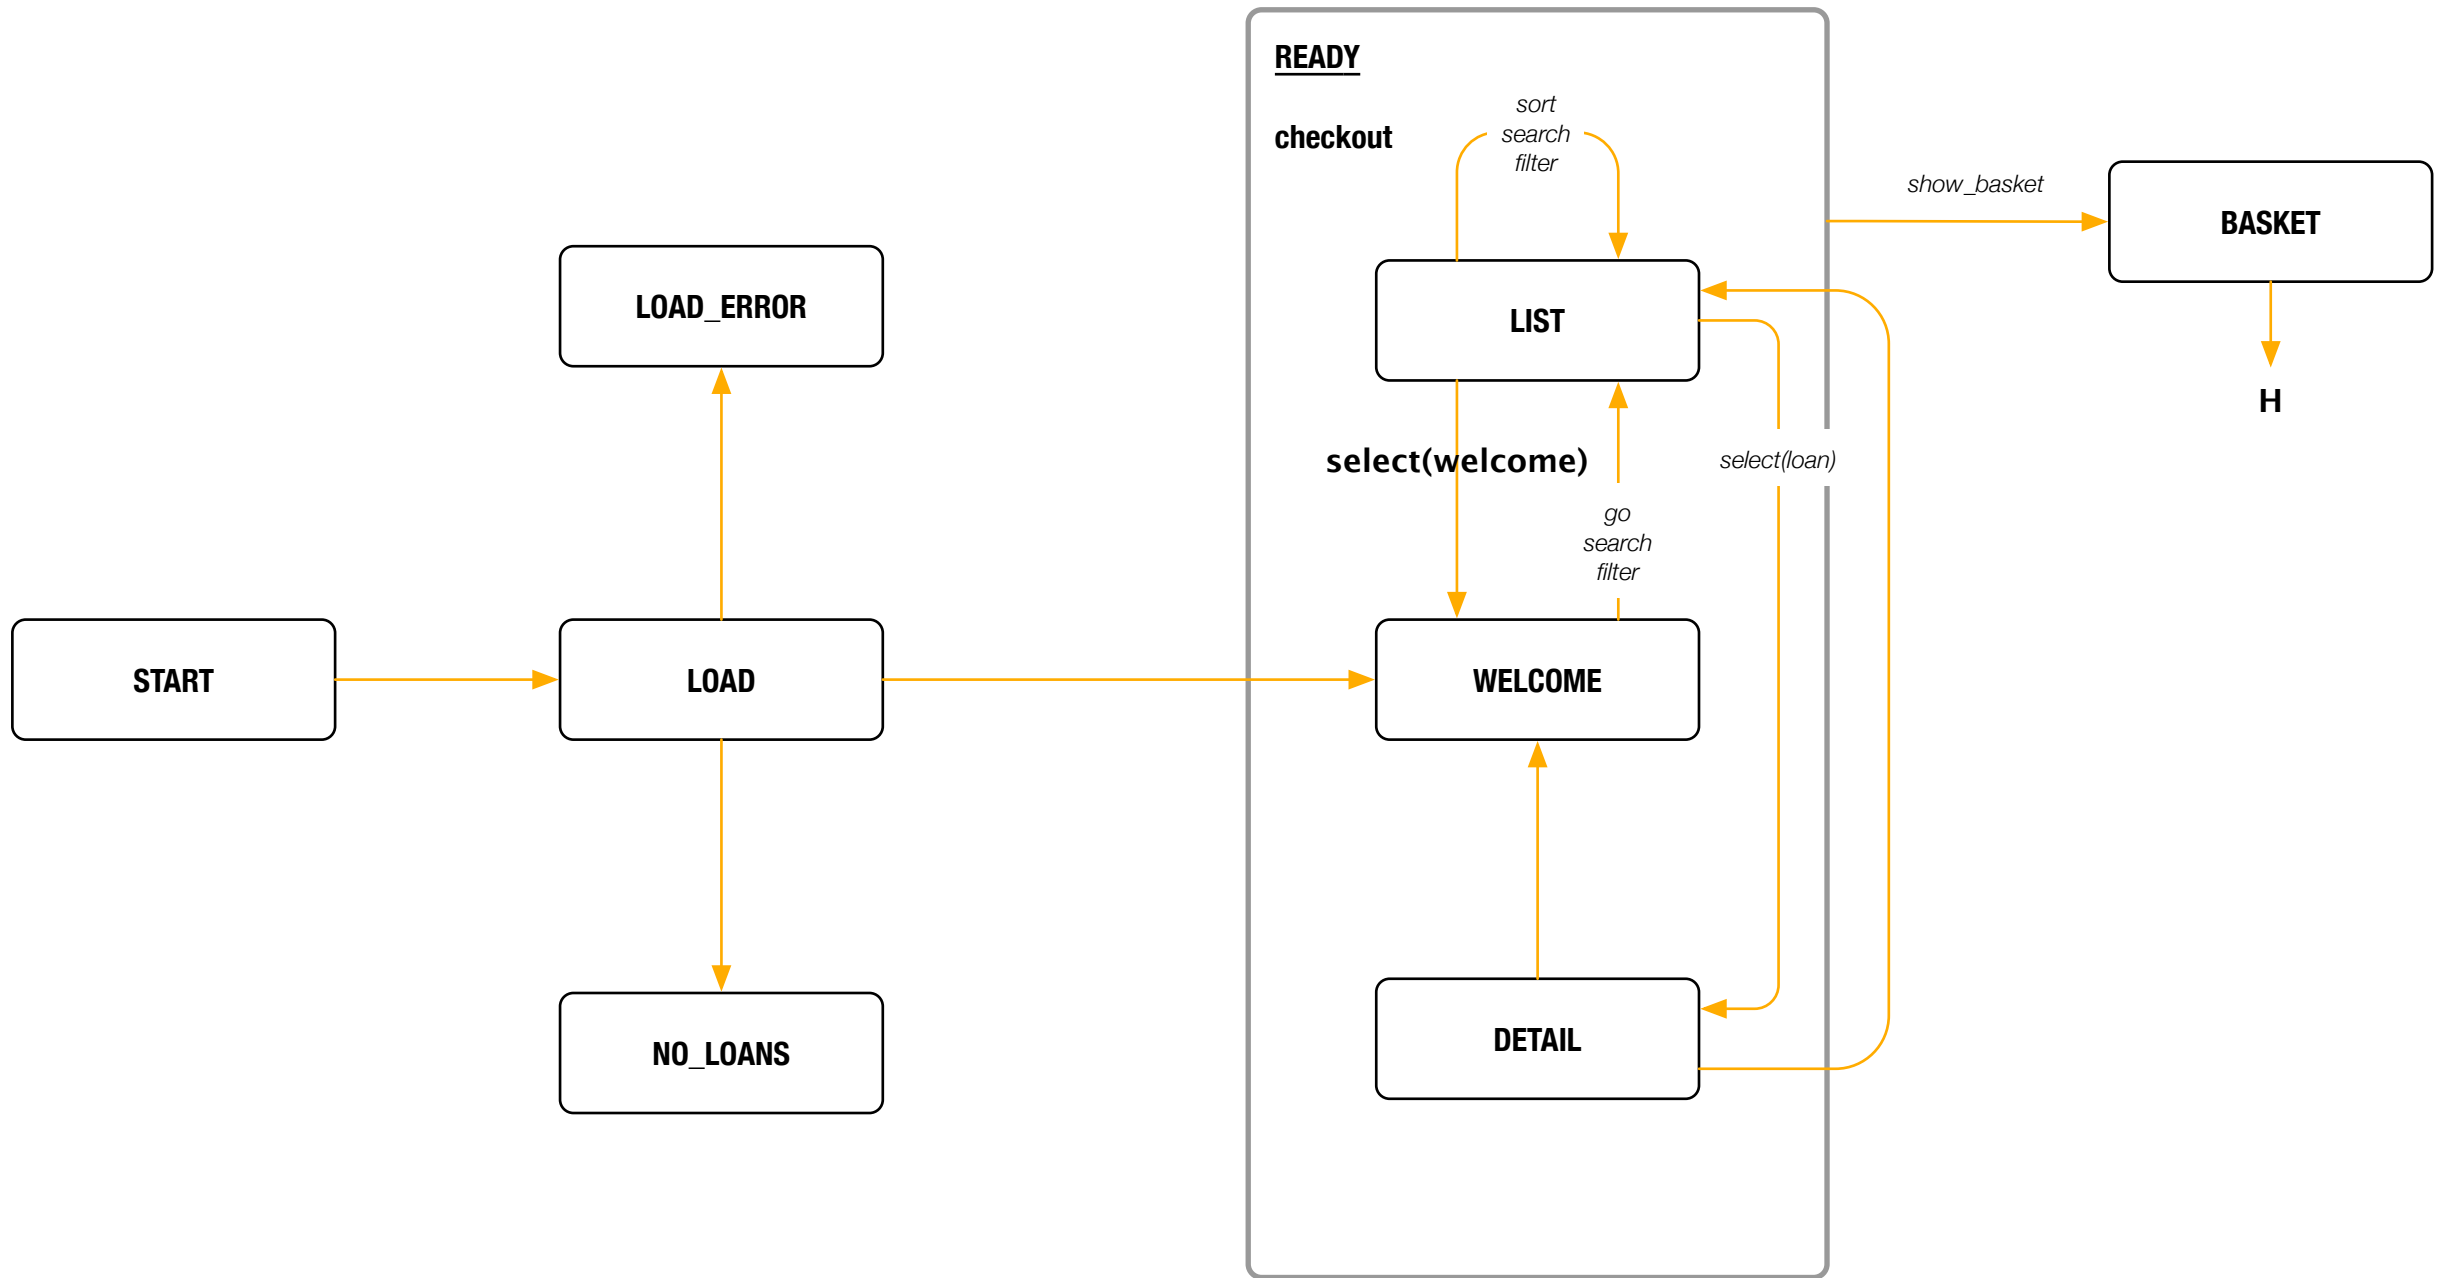 READY
checkout
sort
search
filter
show_basket
BASKET
LOAD_ERROR
LIST
H
select(welcome)
select(loan)
go
search
filter
START
LOAD
WELCOME
DETAIL
NO_LOANS